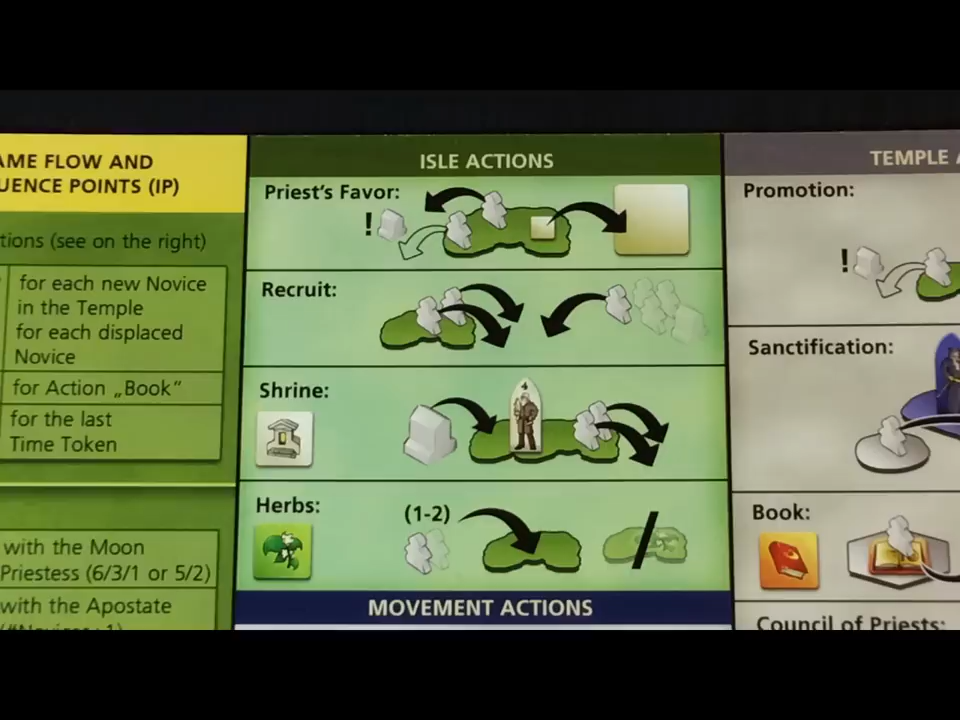 AME FLOW AND
UENCE POINTS (IP)
tions (see on the right)
for each new Novice
in the Temple
for each displaced
Novice
for Action „Book"
for the last
Time Token
with the Moon
Priestess (6/3/1 or 5/2)
with the Apostate
ISLE ACTIONS
Priest's Favor:
!
Recruit:
Shrine:
4
Herbs:
(1-2)
/
MOVEMENT ACTIONS
TEMPLE A
Promotion:
!
Sanctification:
Book:
Council of Priests: